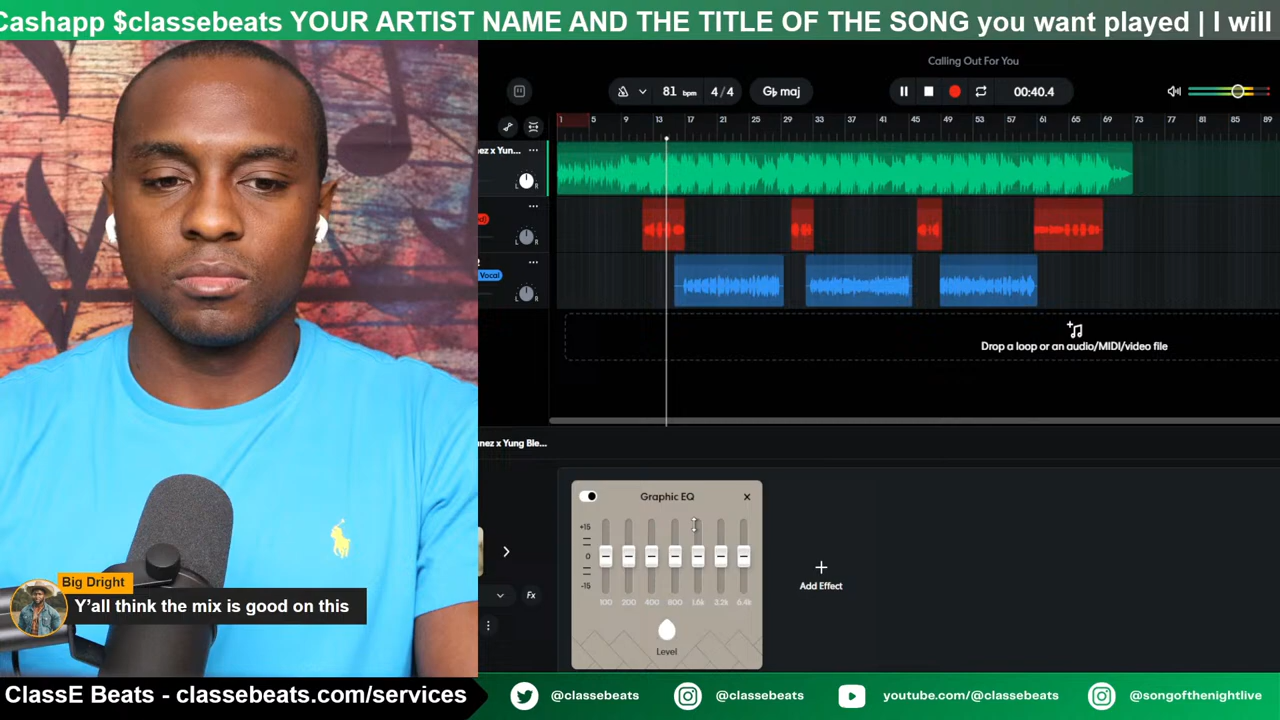 Cashapp $classebeats YOUR ARTIST NAME AND THE TITLE OF THE SONG you want played | I will
Calling Out For You
81 bpm 4/4 G♭ maj 00:40.4
1 5 9 13 17 21 25 29 33 37 41 45 49 53 57 61 65 69 73 77 81 85 89
ez x Yun... ...
L R
...
L R
...
Vocal
L R
Drop a loop or an audio/MIDI/video file
nez x Yung Ble...
Graphic EQ
+15
0
-15
100 200 400 800 1.6k 3.2k 6.4k
Level
Fx
+
Add Effect
Big Dright
Y'all think the mix is good on this
ClassE Beats - classebeats.com/services
@classebeats @classebeats youtube.com/@classebeats @songofthenightlive